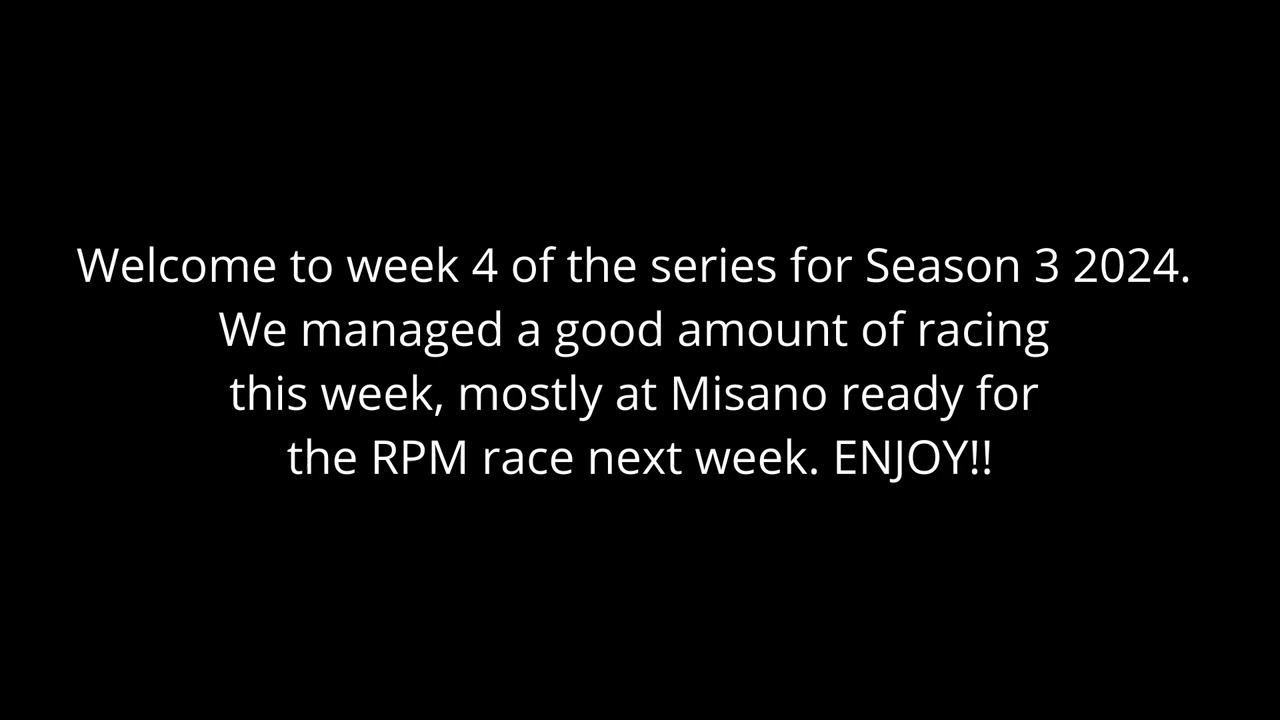 Welcome to week 4 of the series for Season 3 2024.
We managed a good amount of racing
this week, mostly at Misano ready for
the RPM race next week. ENJOY!!